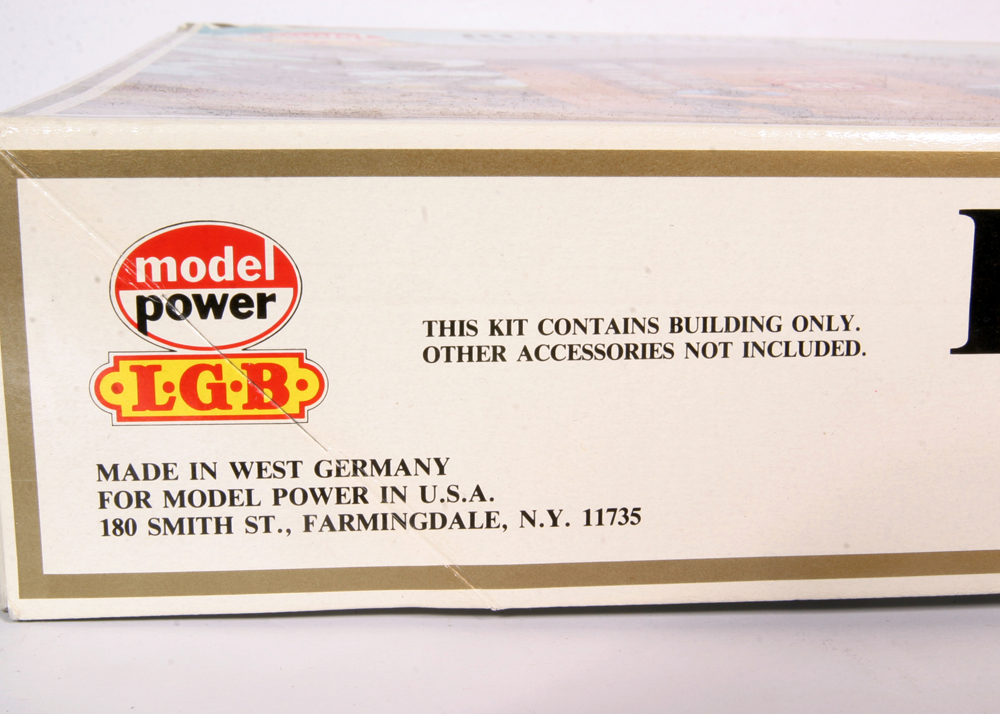 model
power
L·G·B
THIS KIT CONTAINS BUILDING ONLY.
OTHER ACCESSORIES NOT INCLUDED.
MADE IN WEST GERMANY
FOR MODEL POWER IN U.S.A.
180 SMITH ST., FARMINGDALE, N.Y. 11735